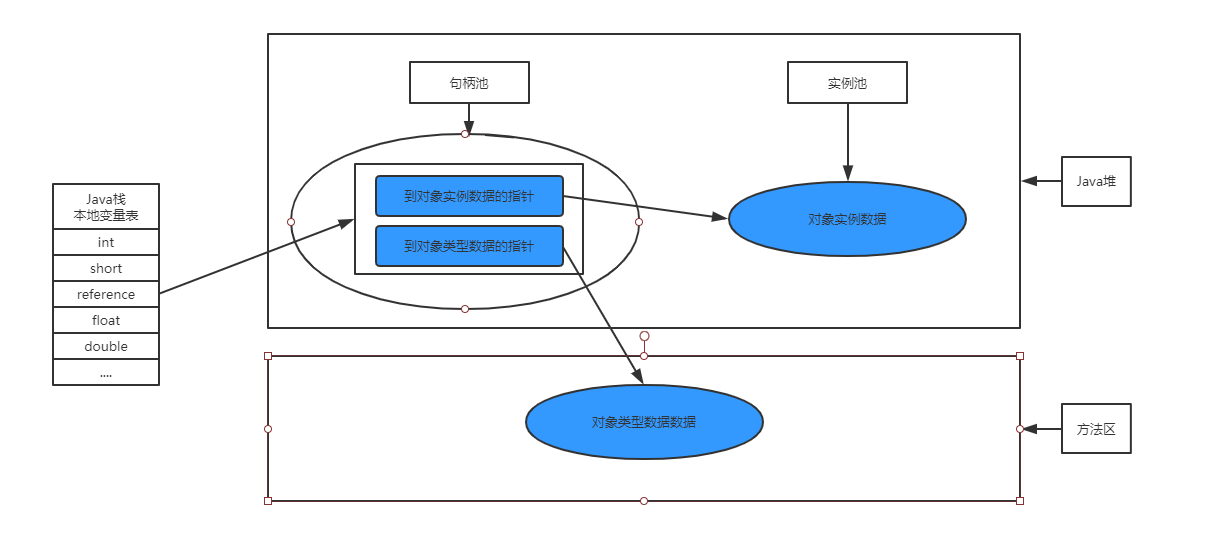 句柄池
实例池
Java栈
本地变量表
int
short
reference
float
double
....
到对象实例数据的指针
到对象类型数据的指针
对象实例数据
Java堆
对象类型数据数据
方法区